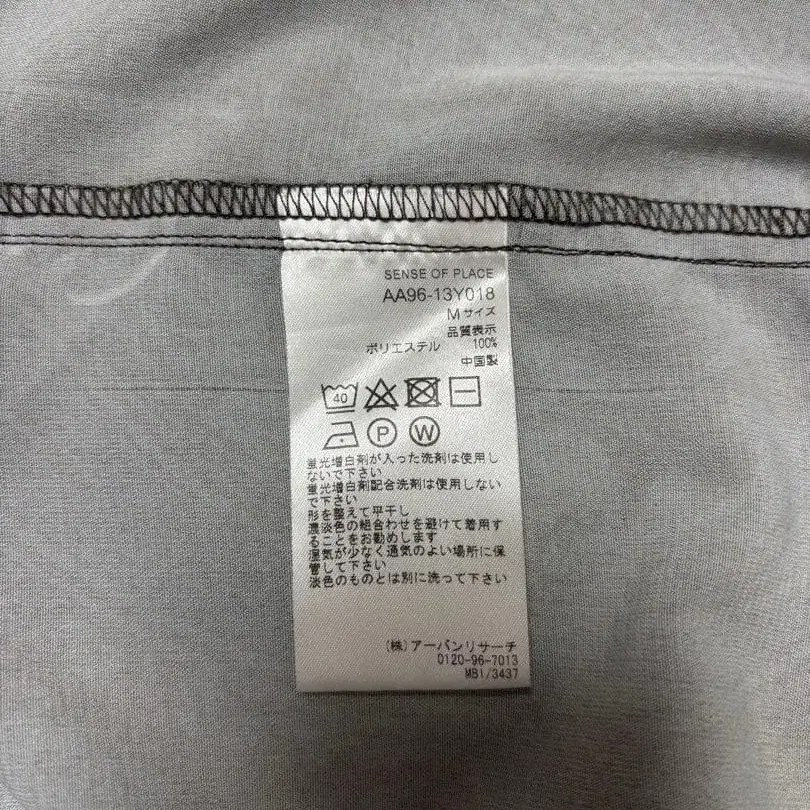 SENSE OF PLACE
AA96-13Y018
Mサイズ
品質表示
ポリエステル 100%
中国製
40
P W
蛍光増白剤が入った洗剤は使用し
ないで下さい
蛍光増白剤配合洗剤は使用しない
で下さい
形を整えて平干し
濃淡色の組合わせを避けて着用す
ることをお勧めします
湿気が少なく通気のよい場所に保
管して下さい
淡色のものとは別に洗って下さい
(株)アーバンリサーチ
0120-96-7013
MB1/3437